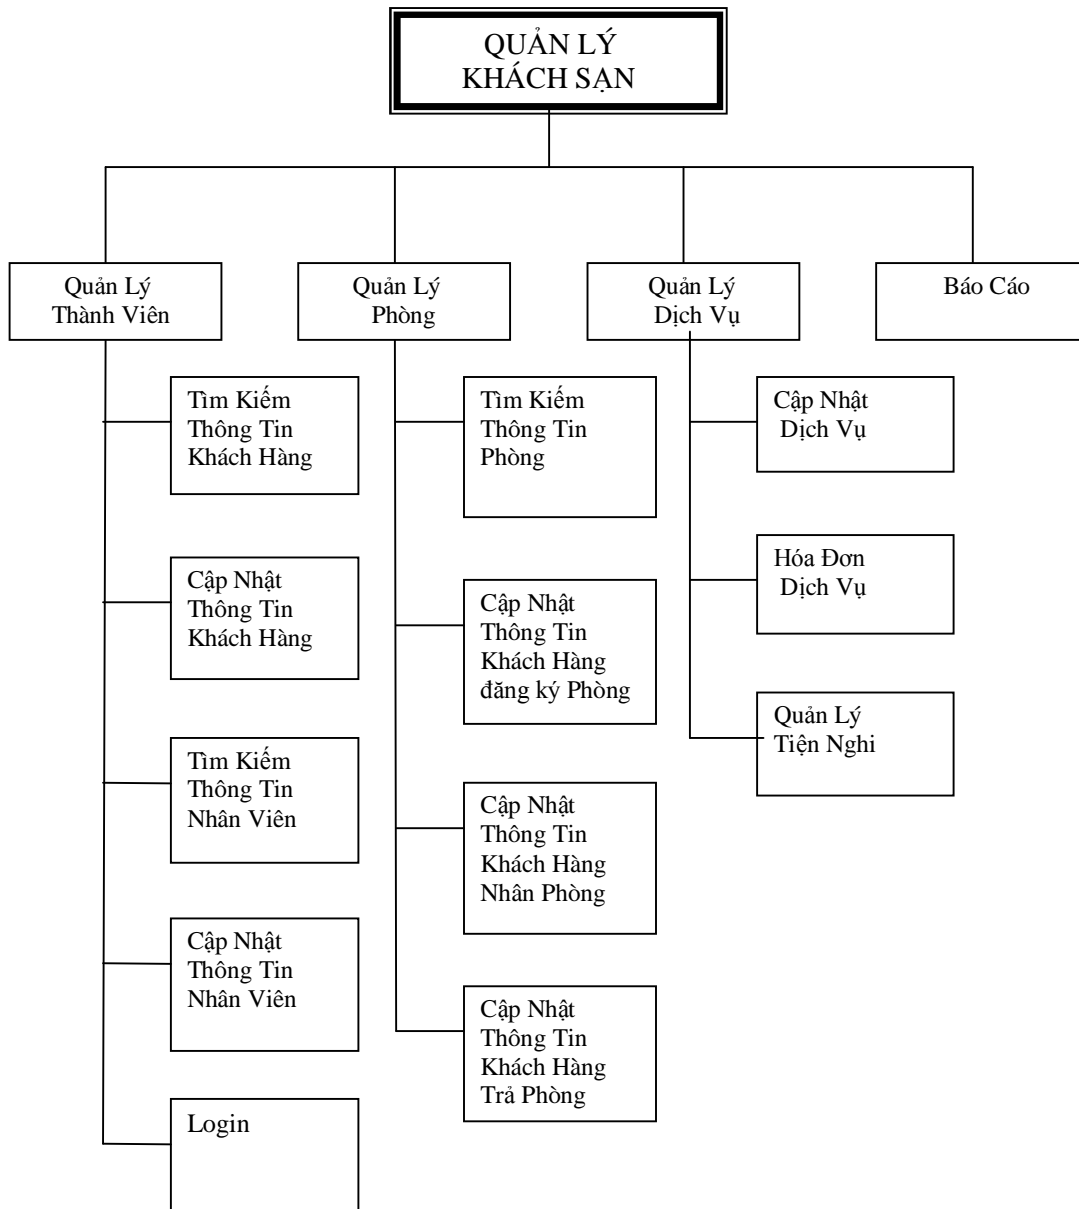 QUẢN LÝ
KHÁCH SẠN
Quản Lý
Thành Viên
Quản Lý
Phòng
Quản Lý
Dịch Vụ
Báo Cáo
Tìm Kiếm
Thông Tin
Khách Hàng
Cập Nhật
Thông Tin
Khách Hàng
Tìm Kiếm
Thông Tin
Nhân Viên
Cập Nhật
Thông Tin
Nhân Viên
Login
Tìm Kiếm
Thông Tin
Phòng
Cập Nhật
Thông Tin
Khách Hàng
đăng ký Phòng
Cập Nhật
Thông Tin
Khách Hàng
Nhân Phòng
Cập Nhật
Thông Tin
Khách Hàng
Trả Phòng
Cập Nhật
Dịch Vụ
Hóa Đơn
Dịch Vụ
Quản Lý
Tiện Nghi